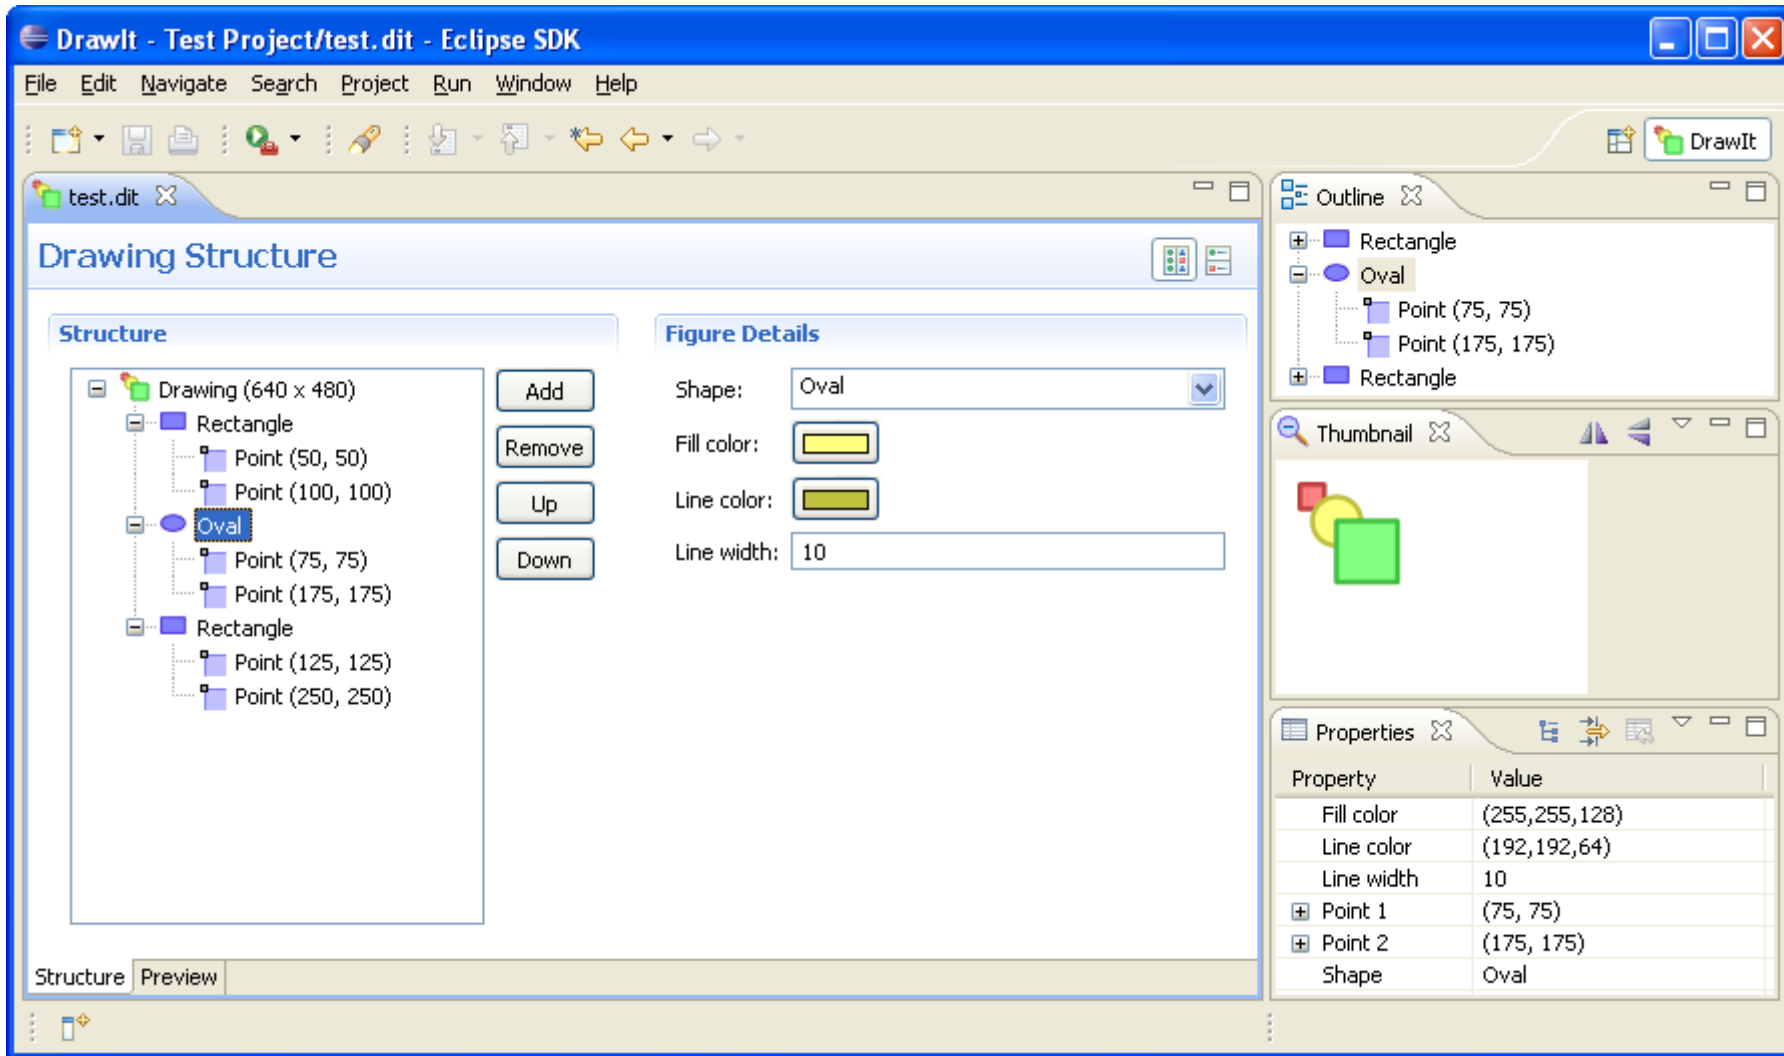 DrawIt - Test Project/test.dit - Eclipse SDK
File Edit Navigate Search Project Run Window Help
DrawIt
test.dit
Drawing Structure
Structure
Drawing (640 x 480)
Rectangle
Point (50, 50)
Point (100, 100)
Oval
Point (75, 75)
Point (175, 175)
Rectangle
Point (125, 125)
Point (250, 250)
Add
Remove
Up
Down
Figure Details
Shape: Oval
Fill color:
Line color:
Line width: 10
Structure Preview
Outline
Rectangle
Oval
Point (75, 75)
Point (175, 175)
Rectangle
Thumbnail
Properties
Property Value
Fill color (255,255,128)
Line color (192,192,64)
Line width 10
Point 1 (75, 75)
Point 2 (175, 175)
Shape Oval